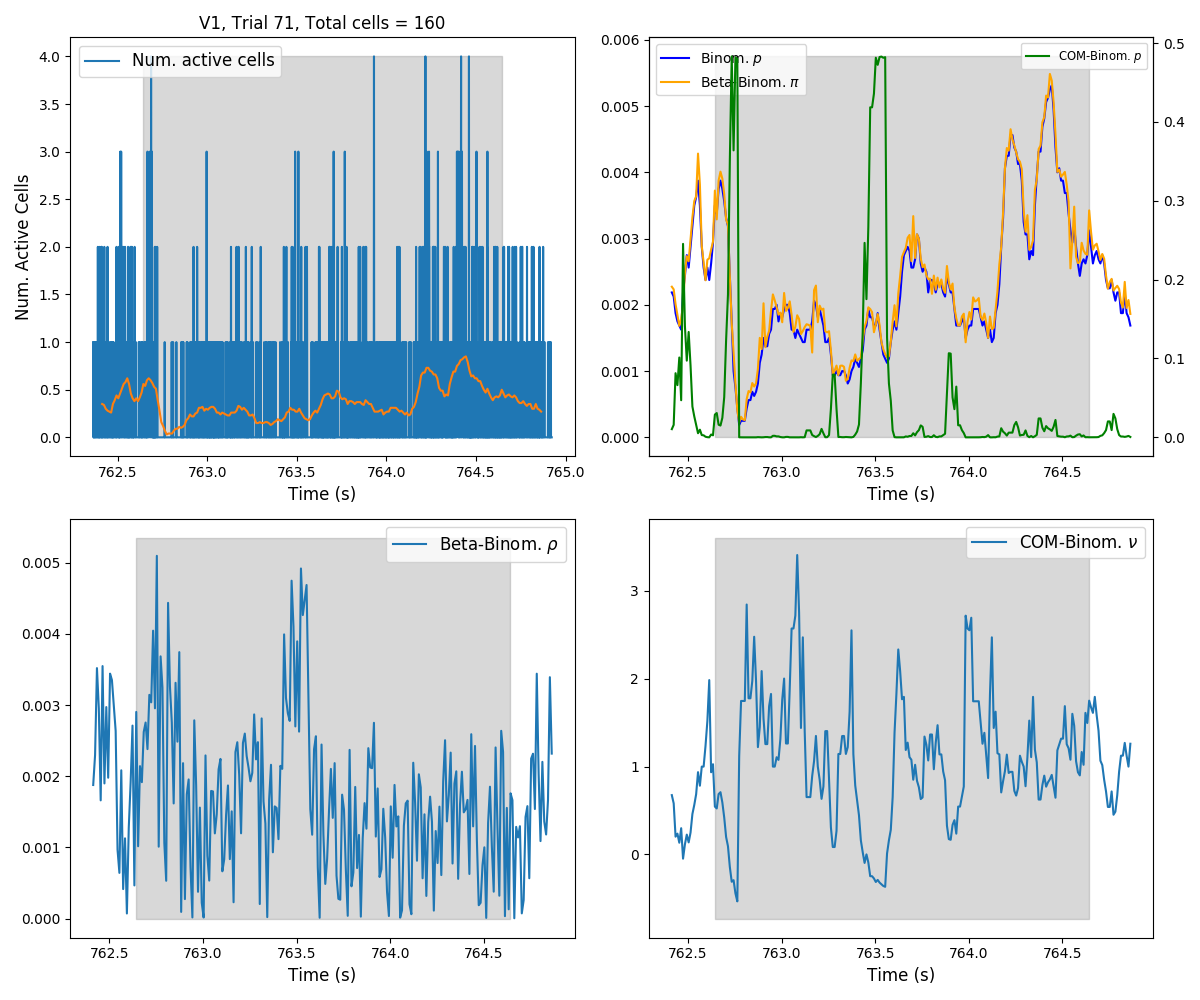 V1, Trial 71, Total cells = 160
Num. active cells
4.0
3.5
3.0
2.5
2.0
1.5
1.0
0.5
0.0
Num. Active Cells
762.5 763.0 763.5 764.0 764.5 765.0
Time (s)
Binom. p
Beta-Binom. π
COM-Binom. p
0.006
0.005
0.004
0.003
0.002
0.001
0.000
0.5
0.4
0.3
0.2
0.1
0.0
762.5 763.0 763.5 764.0 764.5
Time (s)
Beta-Binom. ρ
0.005
0.004
0.003
0.002
0.001
0.000
762.5 763.0 763.5 764.0 764.5
Time (s)
COM-Binom. ν
3
2
1
0
762.5 763.0 763.5 764.0 764.5
Time (s)